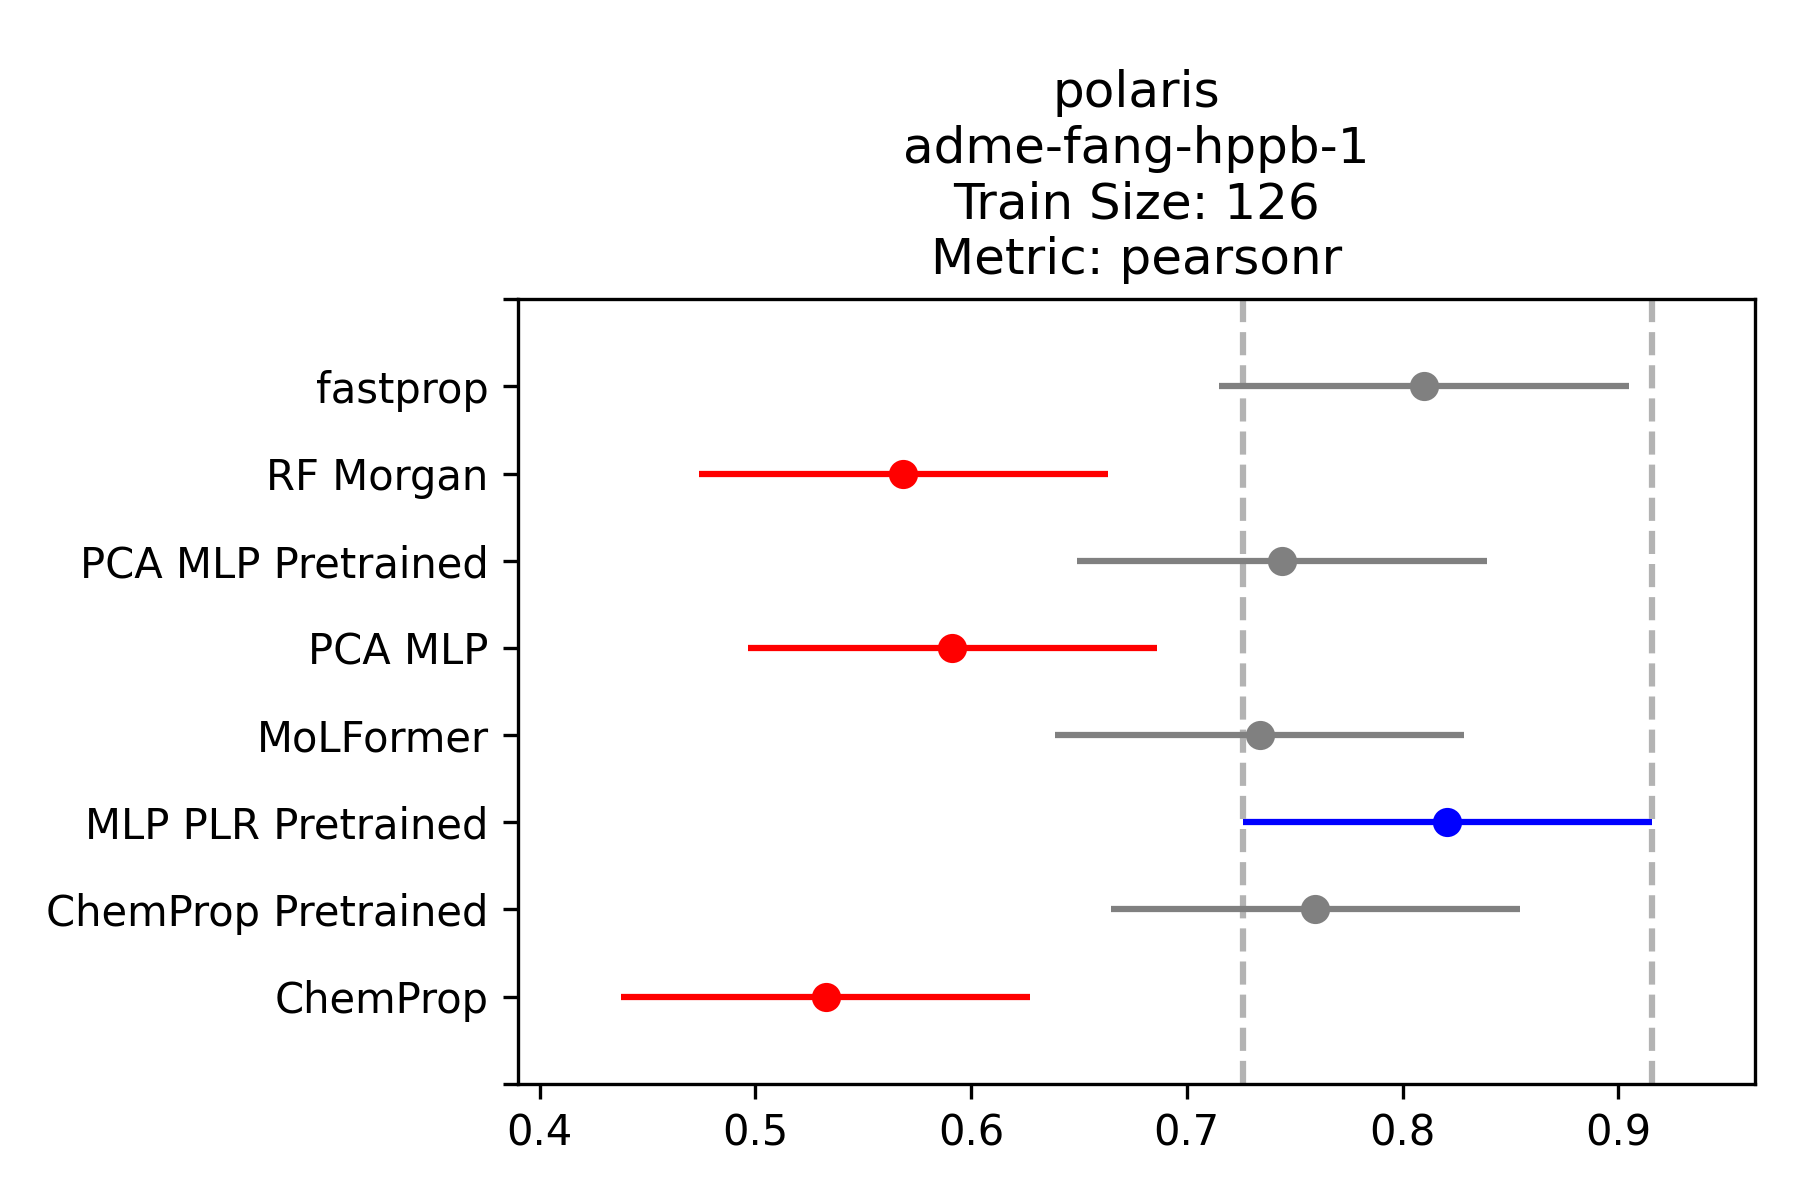 polaris
adme-fang-hppb-1
Train Size: 126
Metric: pearsonr
fastprop
RF Morgan
PCA MLP Pretrained
PCA MLP
MoLFormer
MLP PLR Pretrained
ChemProp Pretrained
ChemProp
0.4 0.5 0.6 0.7 0.8 0.9